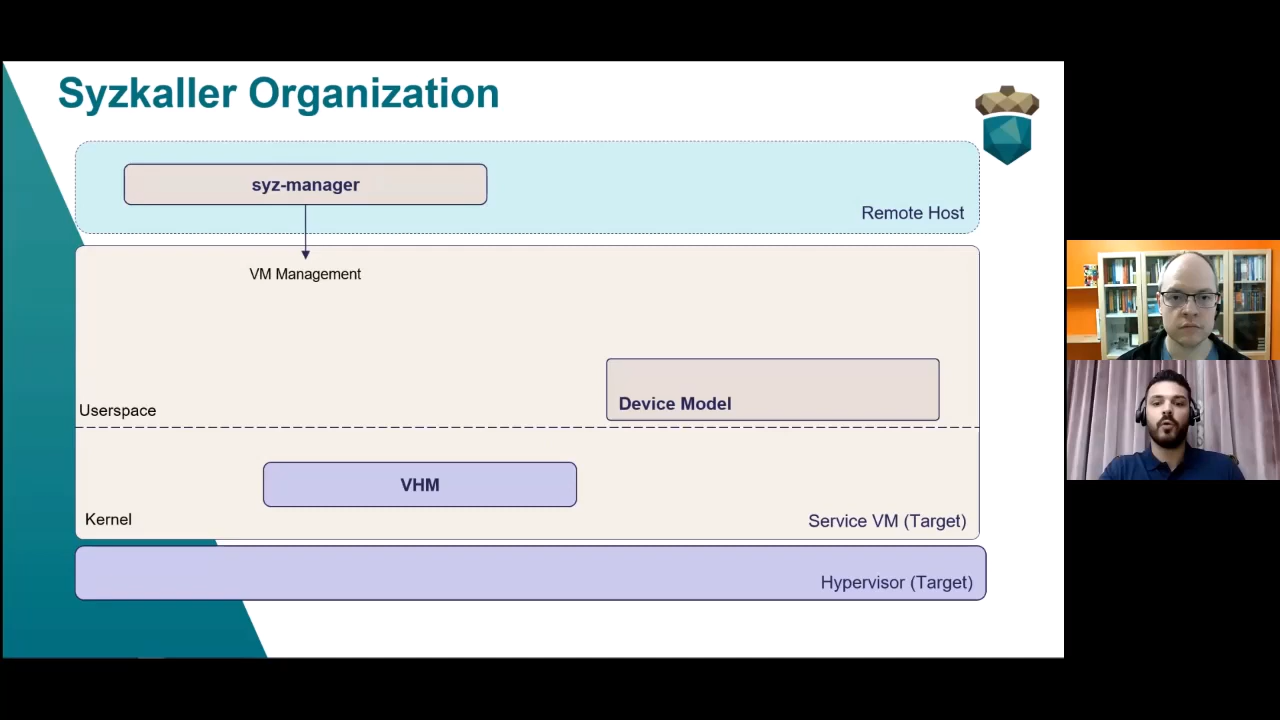 Syzkaller Organization
syz-manager
Remote Host
VM Management
Device Model
Userspace
VHM
Kernel
Service VM (Target)
Hypervisor (Target)